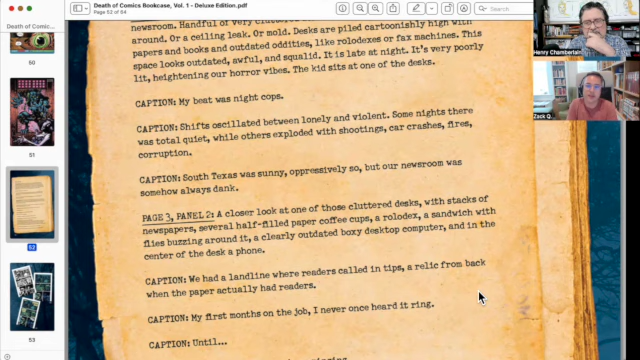 Death of Comic...
Death of Comics Bookcase, Vol. 1 - Deluxe Edition.pdf
Page 52 of 64
50
51
52
53
newsroom. Handful of very
around. Or a ceiling leak. Or mold. Desks are piled cartoonishly high with
papers and books and outdated oddities, like rolodexes or fax machines. This
space looks outdated, awful, and squalid. It is late at night. It's very poorly
lit, heightening our horror vibes. The kid sits at one of the desks.
CAPTION: My beat was night cops.
CAPTION: Shifts oscillated between lonely and violent. Some nights there
was total quiet, while others exploded with shootings, car crashes, fires,
corruption.
CAPTION: South Texas was sunny, oppressively so, but our newsroom was
somehow always dank.
PAGE 3, PANEL 2: A closer look at one of those cluttered desks, with stacks of
newspapers, several half-filled paper coffee cups, a rolodex, a sandwich with
flies buzzing around it, a clearly outdated boxy desktop computer, and in the
center of the desk a phone.
CAPTION: We had a landline where readers called in tips, a relic from back
when the paper actually had readers.
CAPTION: My first months on the job, I never once heard it ring.
CAPTION: Until...
Henry Chamberlain
Zack Q.